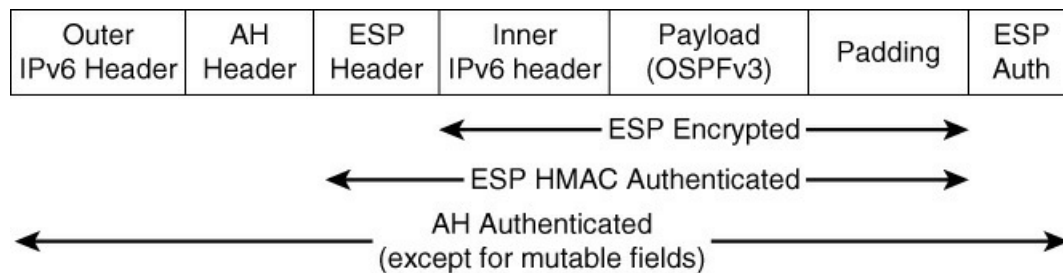 Outer
IPv6 Header
AH
Header
ESP
Header
Inner
IPv6 header
Payload
(OSPFv3)
Padding
ESP
Auth
ESP Encrypted
ESP HMAC Authenticated
AH Authenticated
(except for mutable fields)